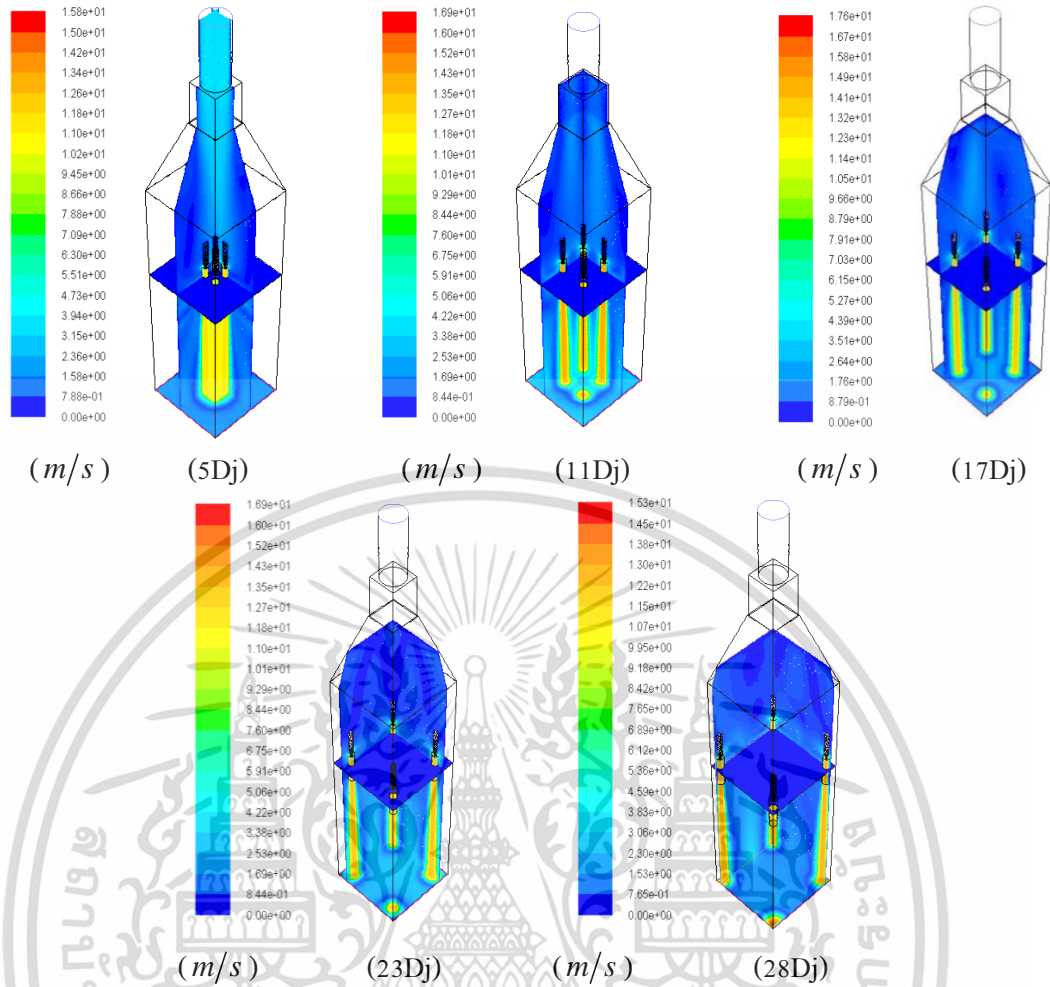 1.58e+01
1.50e+01
1.42e+01
1.34e+01
1.26e+01
1.18e+01
1.10e+01
1.02e+01
9.45e+00
8.66e+00
7.88e+00
7.09e+00
6.30e+00
5.51e+00
4.73e+00
3.94e+00
3.15e+00
2.36e+00
1.58e+00
7.88e-01
0.00e+00
(m/s) (5Dj)
1.69e+01
1.60e+01
1.52e+01
1.43e+01
1.35e+01
1.27e+01
1.18e+01
1.10e+01
1.01e+01
9.29e+00
8.44e+00
7.60e+00
6.75e+00
5.91e+00
5.06e+00
4.22e+00
3.38e+00
2.53e+00
1.69e+00
8.44e-01
0.00e+00
(m/s) (11Dj)
1.76e+01
1.67e+01
1.58e+01
1.49e+01
1.41e+01
1.32e+01
1.23e+01
1.14e+01
1.05e+01
9.66e+00
8.79e+00
7.91e+00
7.03e+00
6.15e+00
5.27e+00
4.39e+00
3.51e+00
2.64e+00
1.76e+00
8.79e-01
0.00e+00
(m/s) (17Dj)
1.69e+01
1.60e+01
1.52e+01
1.43e+01
1.35e+01
1.27e+01
1.18e+01
1.10e+01
1.01e+01
9.29e+00
8.44e+00
7.60e+00
6.75e+00
5.91e+00
5.06e+00
4.22e+00
3.38e+00
2.53e+00
1.69e+00
8.44e-01
0.00e+00
(m/s) (23Dj)
1.53e+01
1.45e+01
1.38e+01
1.30e+01
1.22e+01
1.15e+01
1.07e+01
9.95e+00
9.18e+00
8.42e+00
7.65e+00
6.89e+00
6.12e+00
5.36e+00
4.59e+00
3.83e+00
3.06e+00
2.30e+00
1.53e+00
7.65e-01
0.00e+00
(m/s) (28Dj)